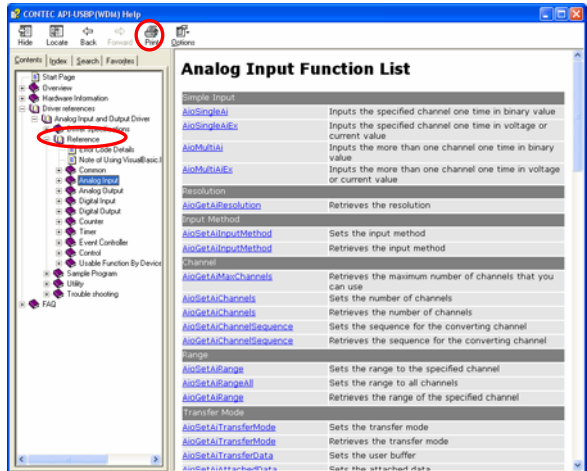 CONTEC API-USBP(WDM) Help
Hide Locate Back Forward Print Options
Contents Index Search Favorites
Start Page
Overview
Hardware Information
Driver references
Analog Input and Output Driver
Driver Specifications
Reference
Error Code Details
Note of Using VisualBasic.
Common
Analog Input
Analog Output
Digital Input
Digital Output
Counter
Timer
Event Controller
Control
Usable Function By Device
Sample Program
Utility
Trouble shooting
FAQ
Analog Input Function List
Simple Input
AioSingleAi Inputs the specified channel one time in binary value
AioSingleAiEx Inputs the specified channel one time in voltage or
current value
AioMultiAi Inputs the more than one channel one time in binary
value
AioMultiAiEx Inputs the more than one channel one time in voltage
or current value
Resolution
AioGetAiResolution Retrieves the resolution
Input Method
AioSetAiInputMethod Sets the input method
AioGetAiInputMethod Retrieves the input method
Channel
AioGetAiMaxChannels Retrieves the maximum number of channels that you
can use
AioSetAiChannels Sets the number of channels
AioGetAiChannels Retrieves the number of channels
AioSetAiChannelSequence Sets the sequence for the converting channel
AioGetAiChannelSequence Retrieves the sequence for the converting channel
Range
AioSetAiRange Sets the range to the specified channel
AioSetAiRangeAll Sets the range to all channels
AioGetAiRange Retrieves the range of the specified channel
Transfer Mode
AioSetAiTransferMode Sets the transfer mode
AioGetAiTransferMode Retrieves the transfer mode
AioSetAiTransferData Sets the user buffer
AioSetAiAttachedData Sets the attached data